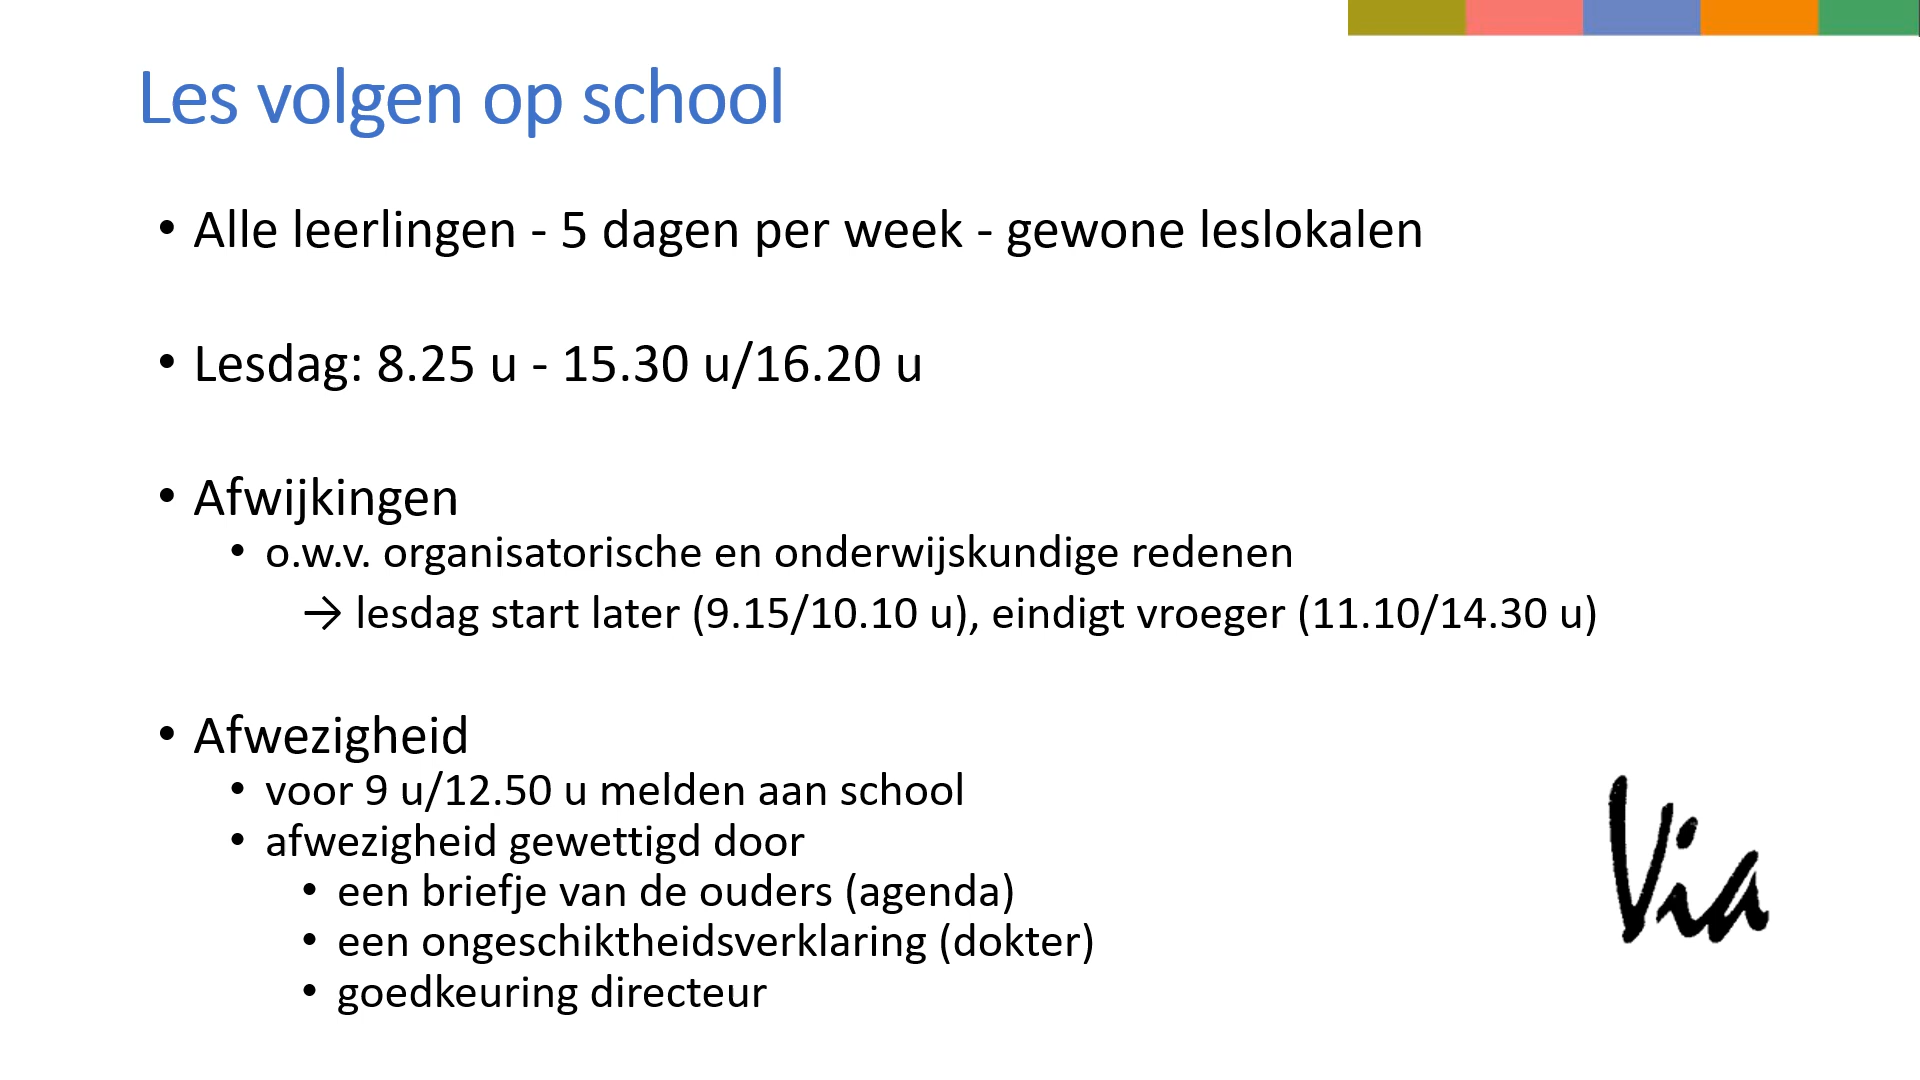 Les volgen op school
• Alle leerlingen - 5 dagen per week - gewone leslokalen
• Lesdag: 8.25 u - 15.30 u/16.20 u
• Afwijkingen
• o.w.v. organisatorische en onderwijskundige redenen
→ lesdag start later (9.15/10.10 u), eindigt vroeger (11.10/14.30 u)
• Afwezigheid
• voor 9 u/12.50 u melden aan school
• afwezigheid gewettigd door
• een briefje van de ouders (agenda)
• een ongeschiktheidsverklaring (dokter)
• goedkeuring directeur
Via